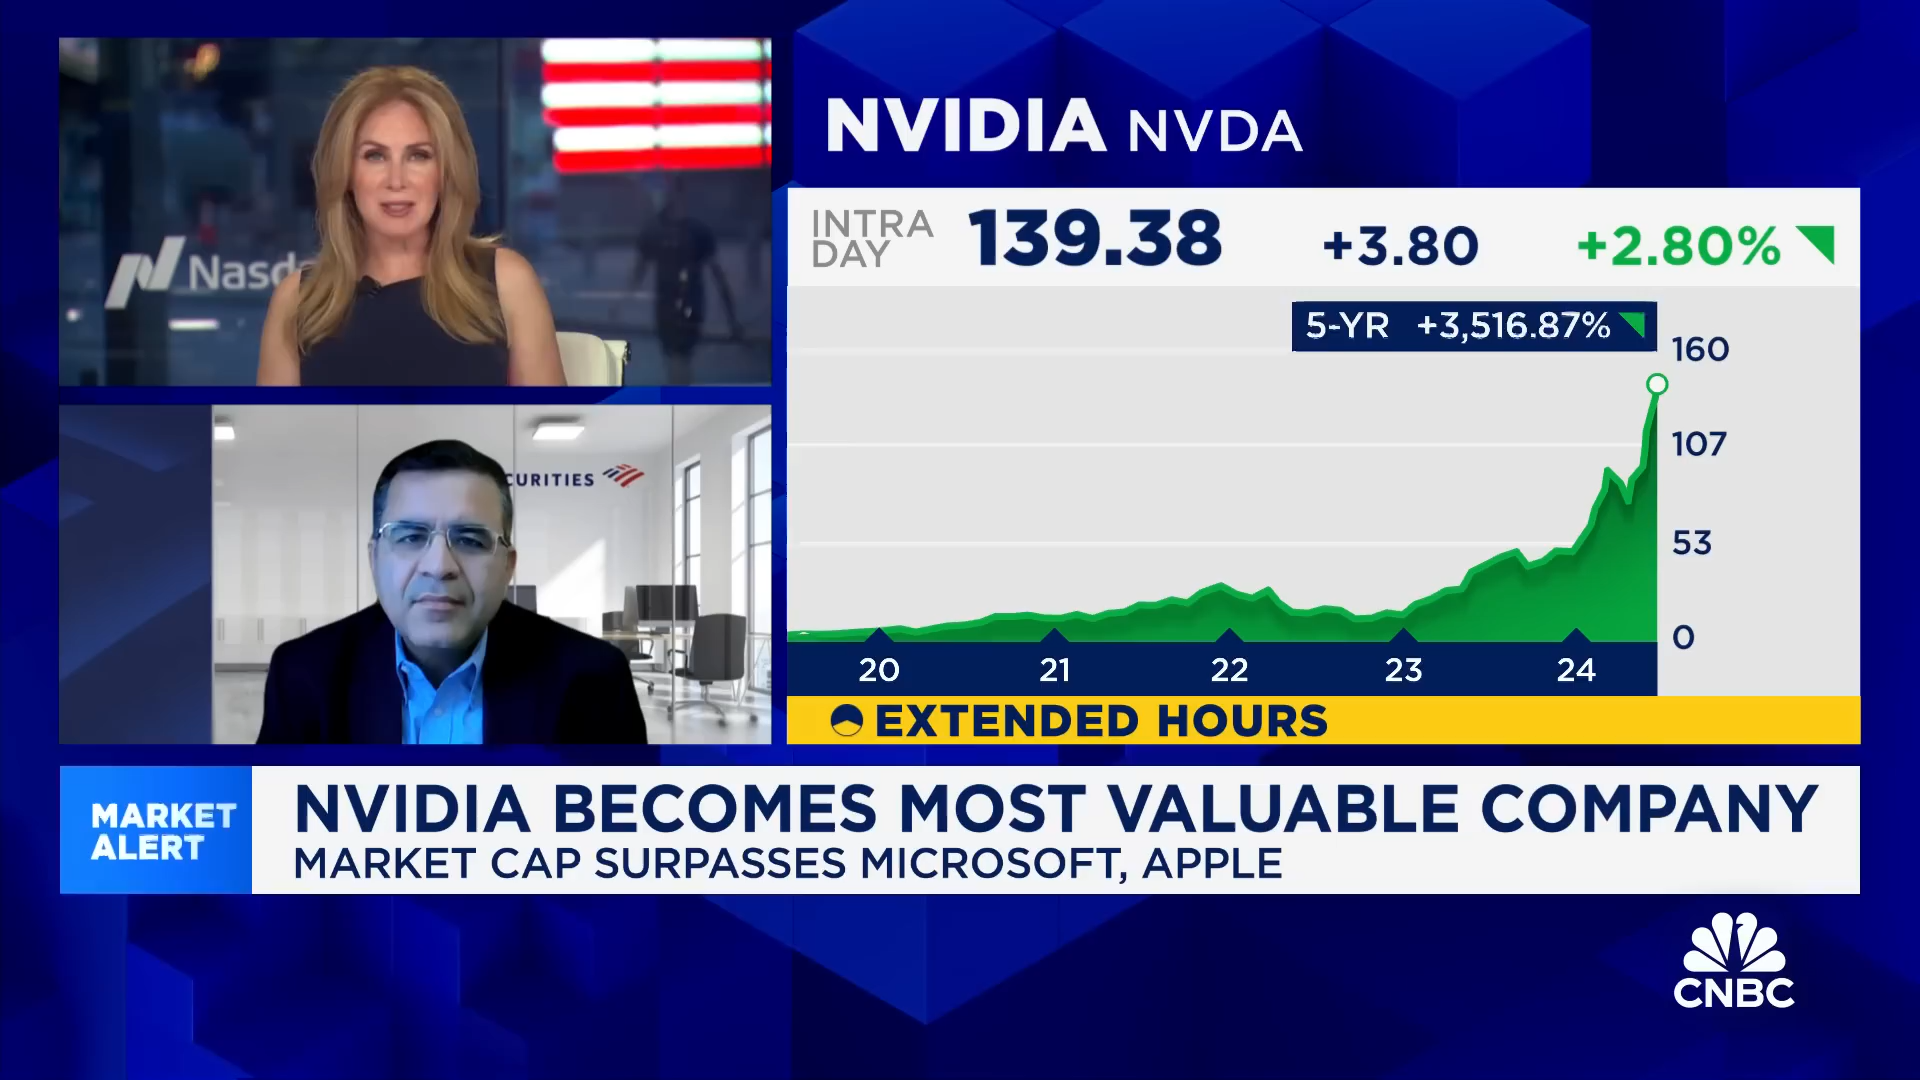 Nasd
CURITIES
NVIDIA NVDA
INTRA DAY 139.38 +3.80 +2.80%
5-YR +3,516.87%
160
107
53
0
20 21 22 23 24
EXTENDED HOURS
MARKET ALERT
NVIDIA BECOMES MOST VALUABLE COMPANY
MARKET CAP SURPASSES MICROSOFT, APPLE
CNBC